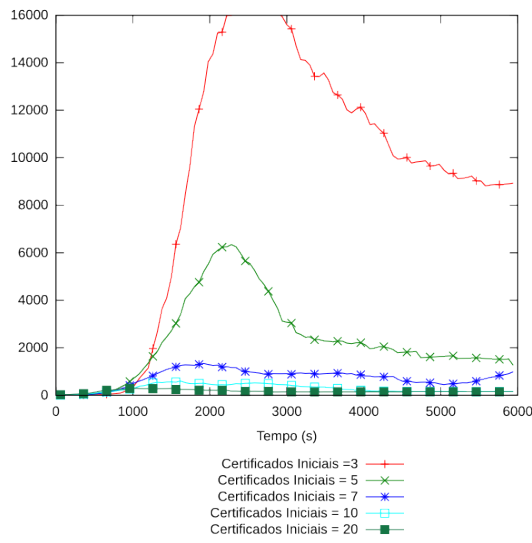 16000
14000
12000
10000
8000
6000
4000
2000
0
0 1000 2000 3000 4000 5000 6000
Tempo (s)
Certificados Iniciais =3
Certificados Iniciais = 5
Certificados Iniciais = 7
Certificados Iniciais = 10
Certificados Iniciais = 20